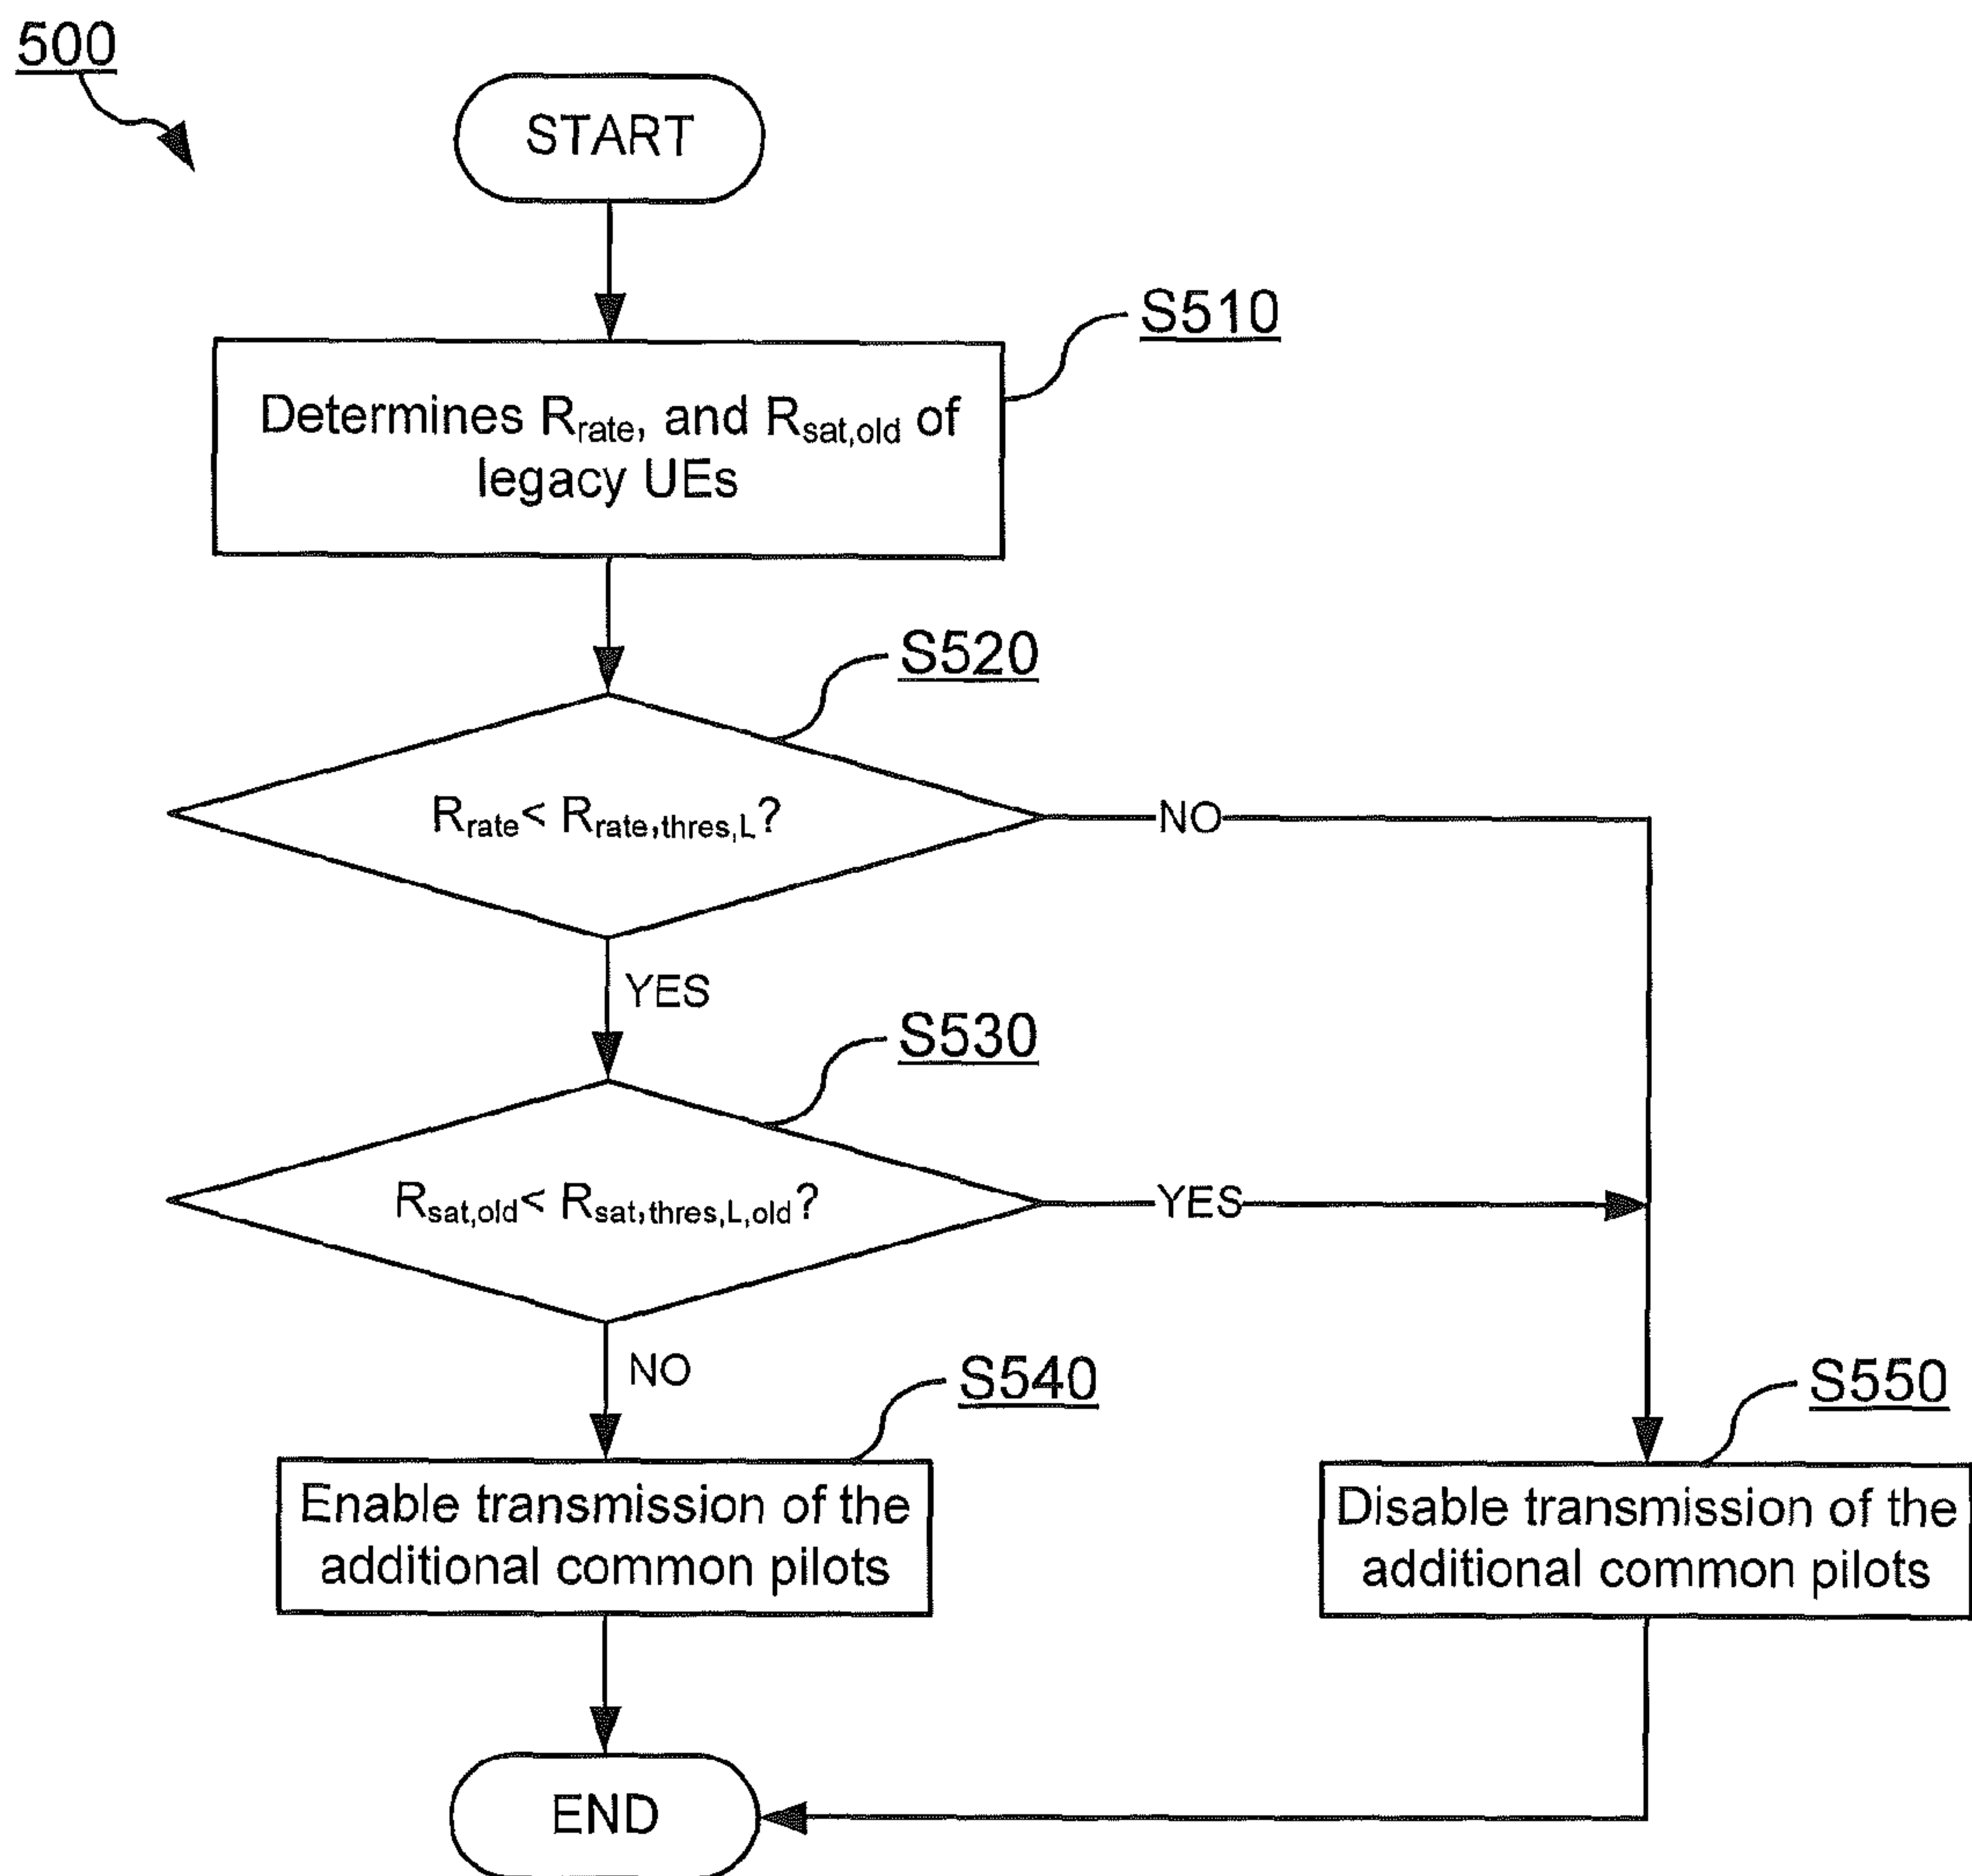 500
START
S510
Determines Rrate, and Rsat,old of
legacy UEs
S520
Rrate< Rrate,thres,L?
NO
YES
S530
Rsat,old< Rsat,thres,L,old?
YES
NO
S540
S550
Enable transmission of the
additional common pilots
Disable transmission of the
additional common pilots
END